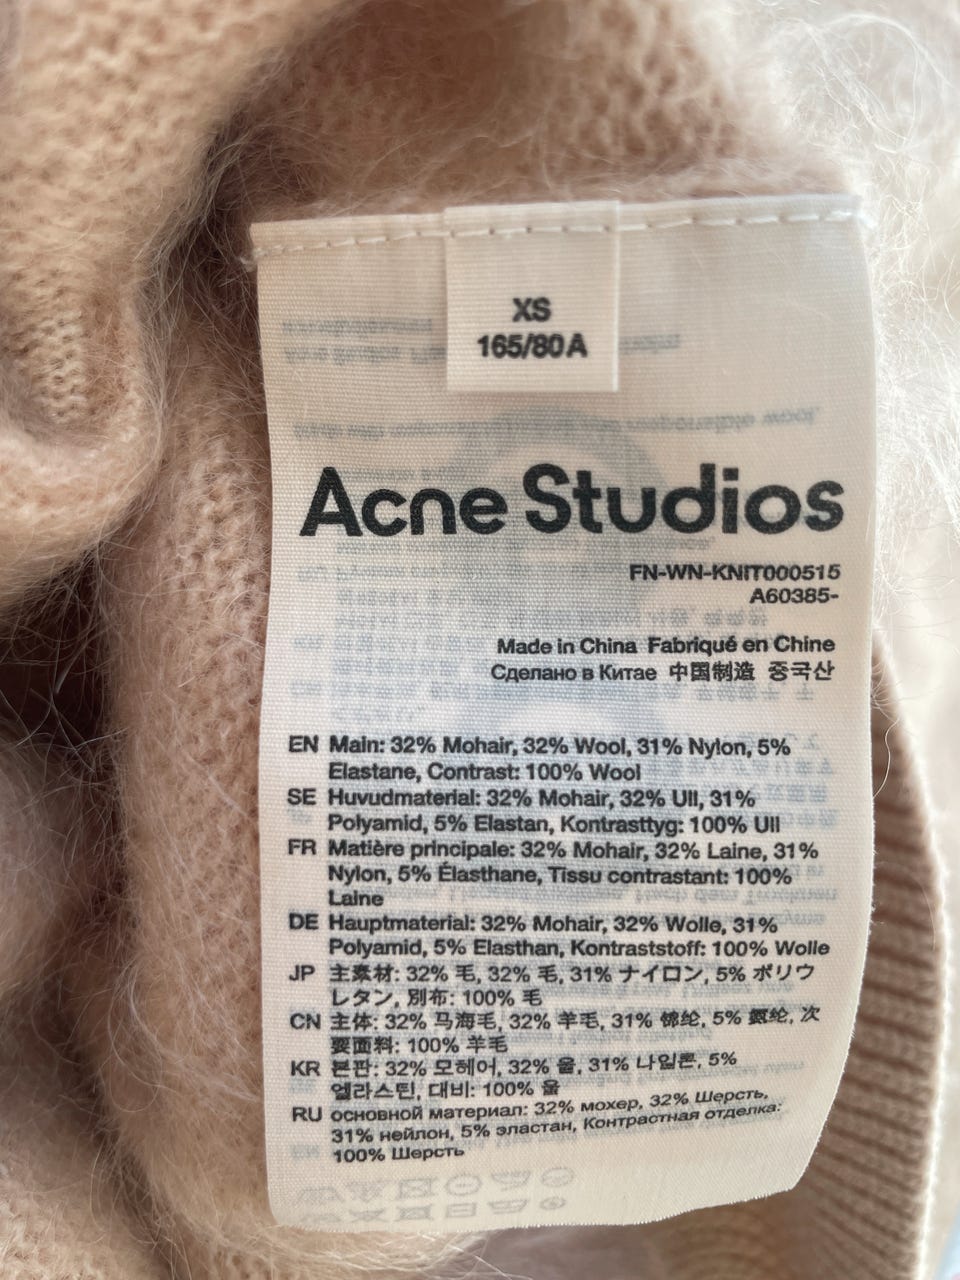 XS
165/80A
Acne Studios
FN-WN-KNIT000515
A60385-
Made in China Fabriqué en Chine
Сделано в Китае 中国制造 중국산
EN Main: 32% Mohair, 32% Wool, 31% Nylon, 5%
Elastane, Contrast: 100% Wool
SE Huvudmaterial: 32% Mohair, 32% Ull, 31%
Polyamid, 5% Elastan, Kontrasttyg: 100% Ull
FR Matière principale: 32% Mohair, 32% Laine, 31%
Nylon, 5% Élasthane, Tissu contrastant: 100%
Laine
DE Hauptmaterial: 32% Mohair, 32% Wolle, 31%
Polyamid, 5% Elasthan, Kontraststoff: 100% Wolle
JP 主素材: 32% 毛, 32% 毛, 31% ナイロン, 5% ポリウ
レタン, 別布: 100% 毛
CN 主体: 32% 马海毛, 32% 羊毛, 31% 锦纶, 5% 氨纶, 次
要面料: 100% 羊毛
KR 본판: 32% 모헤어, 32% 울, 31% 나일론, 5%
엘라스틴, 대비: 100% 울
RU основной материал: 32% мохер, 32% Шерсть,
31% нейлон, 5% эластан, Контрастная отделка:
100% Шерсть